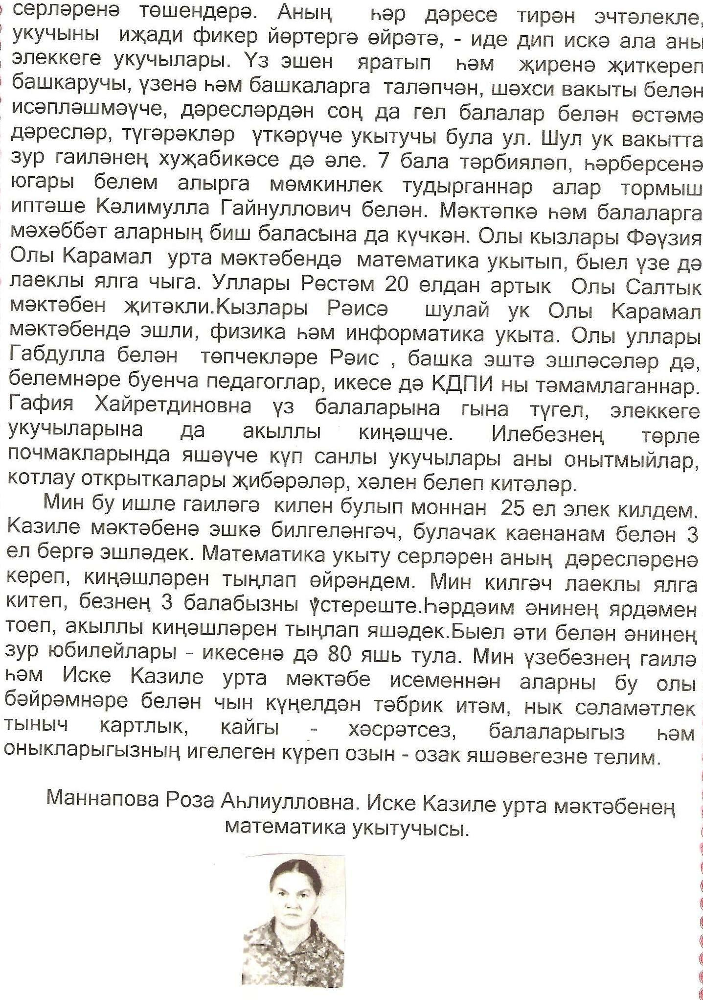 серләренә төшендерә. Аның һәр дәресе тирән эчтәлекле,
укучыны иҗади фикер йөртергә өйрәтә, - иде дип искә ала аны
элеккеге укучылары. Үз эшен яратып һәм җиренә җиткереп
башкаручы, үзенә һәм башкаларга таләпчән, шәхси вакыты белән
исәпләшмәүче, дәресләрдән соң да гел балалар белән өстәмә
дәресләр, түгәрәкләр үткәрүче укытучы була ул. Шул ук вакытта
зур гаиләнең хуҗабикәсе дә әле. 7 бала тәрбияләп, һәрберсенә
югары белем алырга мөмкинлек тудырганнар алар тормыш
иптәше Кәлимулла Гайнуллович белән. Мәктәпкә һәм балаларга
мәхәббәт аларның биш баласына да күчкән. Олы кызлары Фәүзия
Олы Карамал урта мәктәбендә математика укытып, быел үзе дә
лаеклы ялга чыга. Уллары Рөстәм 20 елдан артык Олы Салтык
мәктәбен җитәкли.Кызлары Рәисә шулай ук Олы Карамал
мәктәбендә эшли, физика һәм информатика укыта. Олы уллары
Габдулла белән төпчекләре Рәис , башка эштә эшләсәләр дә,
белемнәре буенча педагоглар, икесе дә КДПИ ны тәмамлаганнар.
Гафия Хайретдиновна үз балаларына гына түгел, элеккеге
укучыларына да акыллы киңәшче. Илебезнең төрле
почмакларында яшәүче күп санлы укучылары аны онытмыйлар,
котлау открыткалары җибәрәләр, хәлен белеп китәләр.
Мин бу ишле гаиләгә килен булып моннан 25 ел элек килдем.
Казиле мәктәбенә эшкә билгеләнгәч, булачак каенанам белән 3
ел бергә эшләдек. Математика укыту серләрен аның дәресләренә
кереп, киңәшләрен тыңлап өйрәндем. Мин килгәч лаеклы ялга
китеп, безнең 3 балабызны үстереште.Һәрдәим әнинең ярдәмен
тоеп, акыллы киңәшләрен тыңлап яшәдек.Быел әти белән әнинең
зур юбилейлары - икесенә дә 80 яшь тула. Мин үзебезнең гаилә
һәм Иске Казиле урта мәктәбе исеменнән аларны бу олы
бәйрәмнәре белән чын күңелдән тәбрик итәм, нык сәламәтлек
тыныч картлык, кайгы - хәсрәтсез, балаларыгыз һәм
оныкларыгызның игелеген күреп озын - озак яшәвегезне телим.
Маннапова Роза Аһлиулловна. Иске Казиле урта мәктәбенең
математика укытучысы.